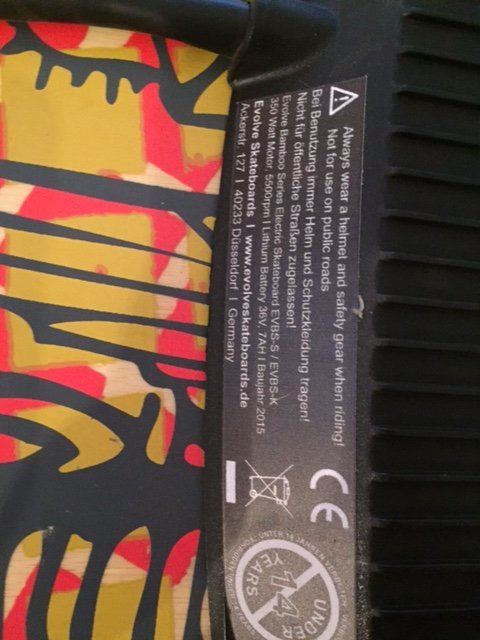 Always wear a helmet and safety gear when riding!
Not for use on public roads
Bei Benutzung immer Helm und Schutzkleidung tragen!
Nicht für öffentliche Straßen zugelassen!
Evolve Bamboo Series Electric Skateboard EVBS-S / EVBS-K
350 Watt Motor, 5500rpm I Lithium Battery 36V, 7AH I Baujahr 2015
Evolve Skateboards I www.evolveskateboards.de
Ackerstr. 127 I 40233 Düsseldorf I Germany
CE
UNTER 14 JAHREN
UNDER
14
YEARS